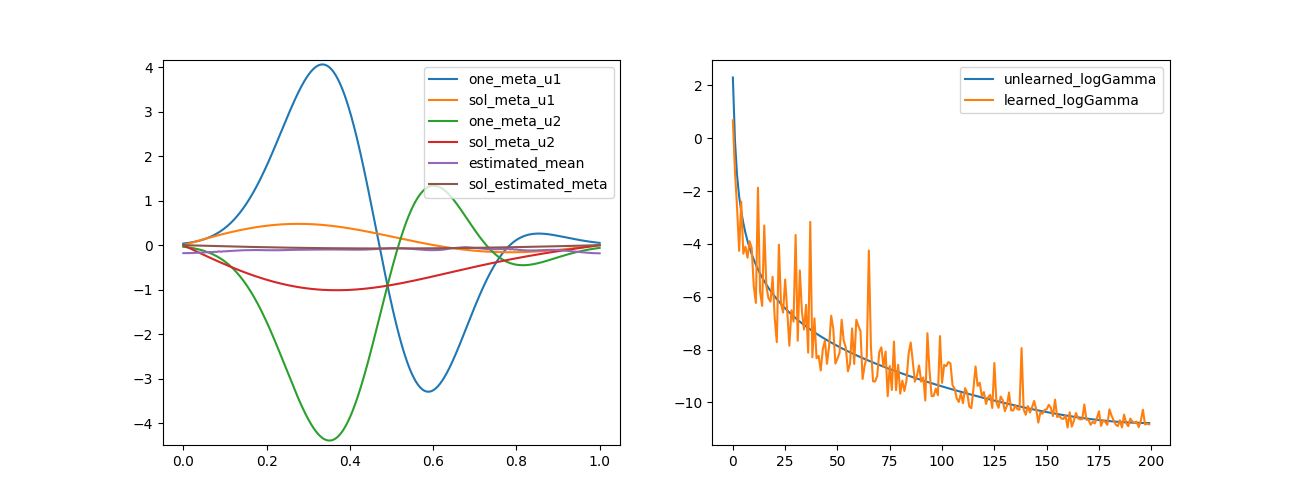 4
3
2
1
0
−1
−2
−3
−4
0.0 0.2 0.4 0.6 0.8 1.0
one_meta_u1
sol_meta_u1
one_meta_u2
sol_meta_u2
estimated_mean
sol_estimated_meta
2
0
−2
−4
−6
−8
−10
0 25 50 75 100 125 150 175 200
unlearned_logGamma
learned_logGamma